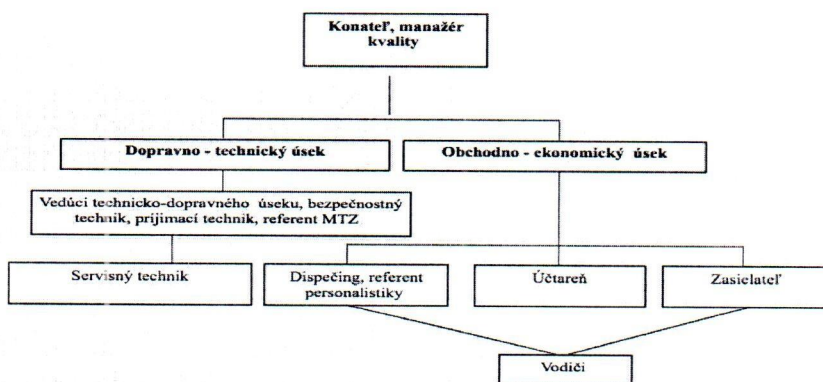 Konateľ, manažér
kvality
Dopravno - technický úsek
Obchodno - ekonomický úsek
Vedúci technicko-dopravného úseku, bezpečnostný
technik, prijimací technik, referent MTZ
Servisný technik
Dispečing, referent
personalistiky
Účtareň
Zasielateľ
Vodiči